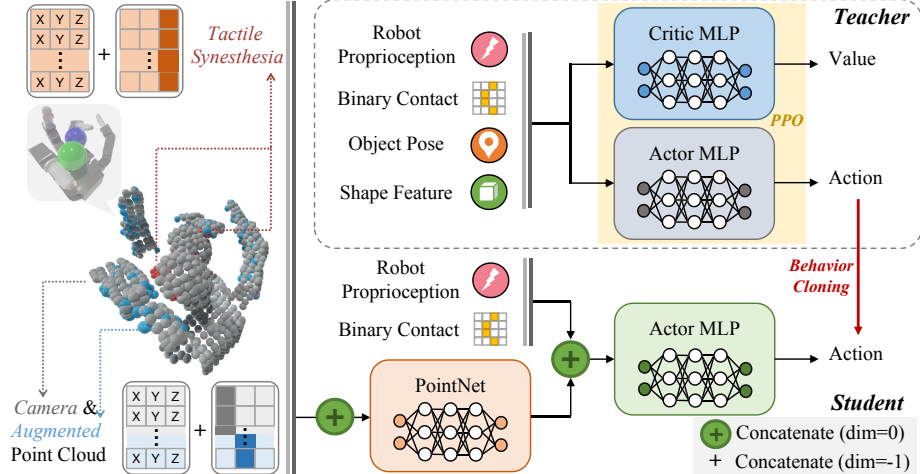 X Y Z
X Y Z
X Y Z
+
Tactile
Synesthesia
Camera &
Augmented
Point Cloud
X Y Z
X Y Z
X Y Z
+
Teacher
Robot
Proprioception
Binary Contact
Object Pose
Shape Feature
Critic MLP
Value
PPO
Actor MLP
Action
Behavior
Cloning
Robot
Proprioception
Binary Contact
+
PointNet
+
Actor MLP
Action
Student
+ Concatenate (dim=0)
+ Concatenate (dim=-1)